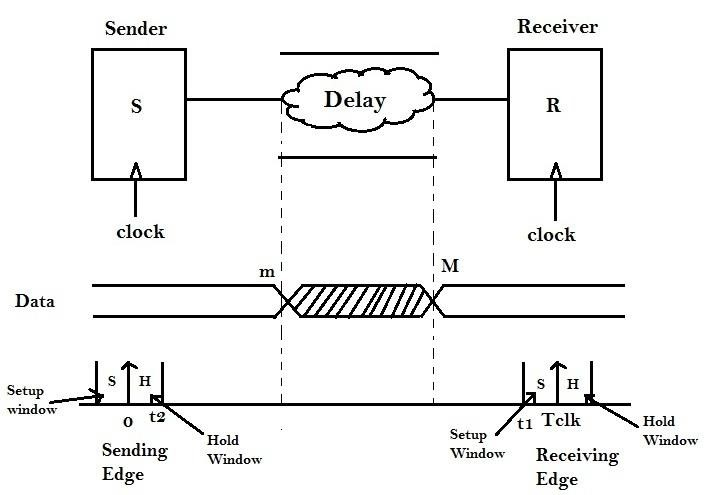 Sender
Receiver
S
Delay
R
clock
clock
m
M
Data
S
H
S
H
Setup
window
0
t2
t1
Tclk
Hold
Window
Setup
Window
Hold
Window
Sending
Edge
Receiving
Edge